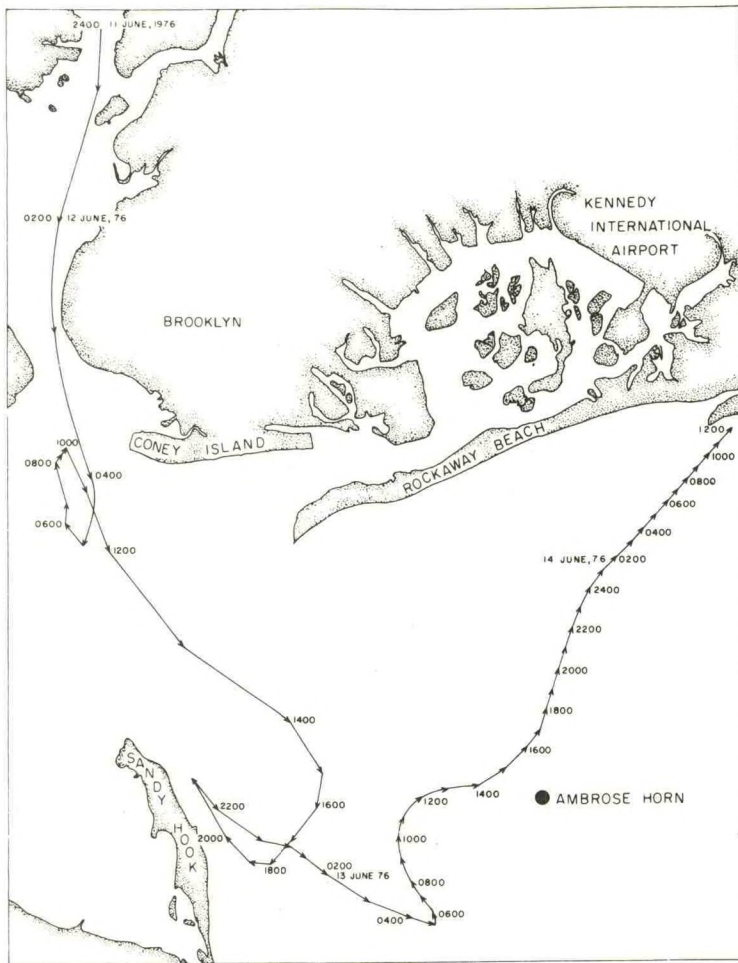 2400 11 JUNE, 1976
0200 12 JUNE, 76
KENNEDY
INTERNATIONAL
AIRPORT
BROOKLYN
CONEY ISLAND
ROCKAWAY BEACH
1000
0800
0400
0600
1200
1200
1000
0800
0600
0400
14 JUNE, 76 0200
2400
2200
2000
1800
1600
1400
1400
SANDY HOOK
2200
1600
2000
1800
0200
13 JUNE 76
0400
1200
AMBROSE HORN
1000
0800
0600